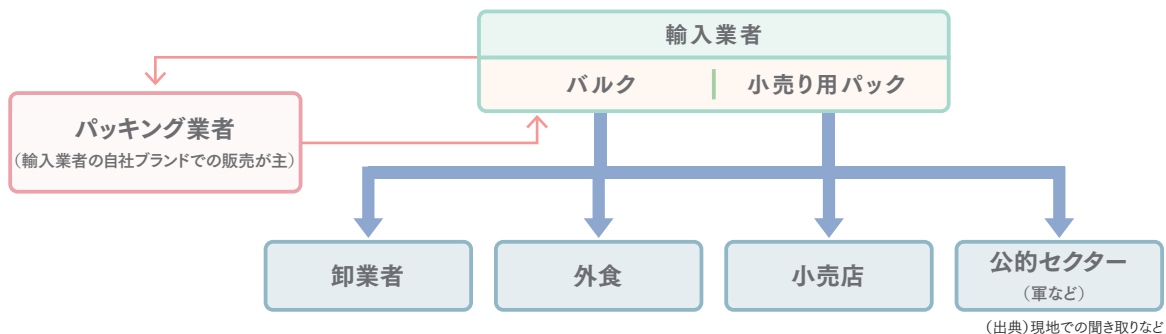 輸入業者
バルク
小売り用パック
パッキング業者
（輸入業者の自社ブランドでの販売が主）
卸業者
外食
小売店
公的セクター
（軍など）
（出典）現地での聞き取りなど